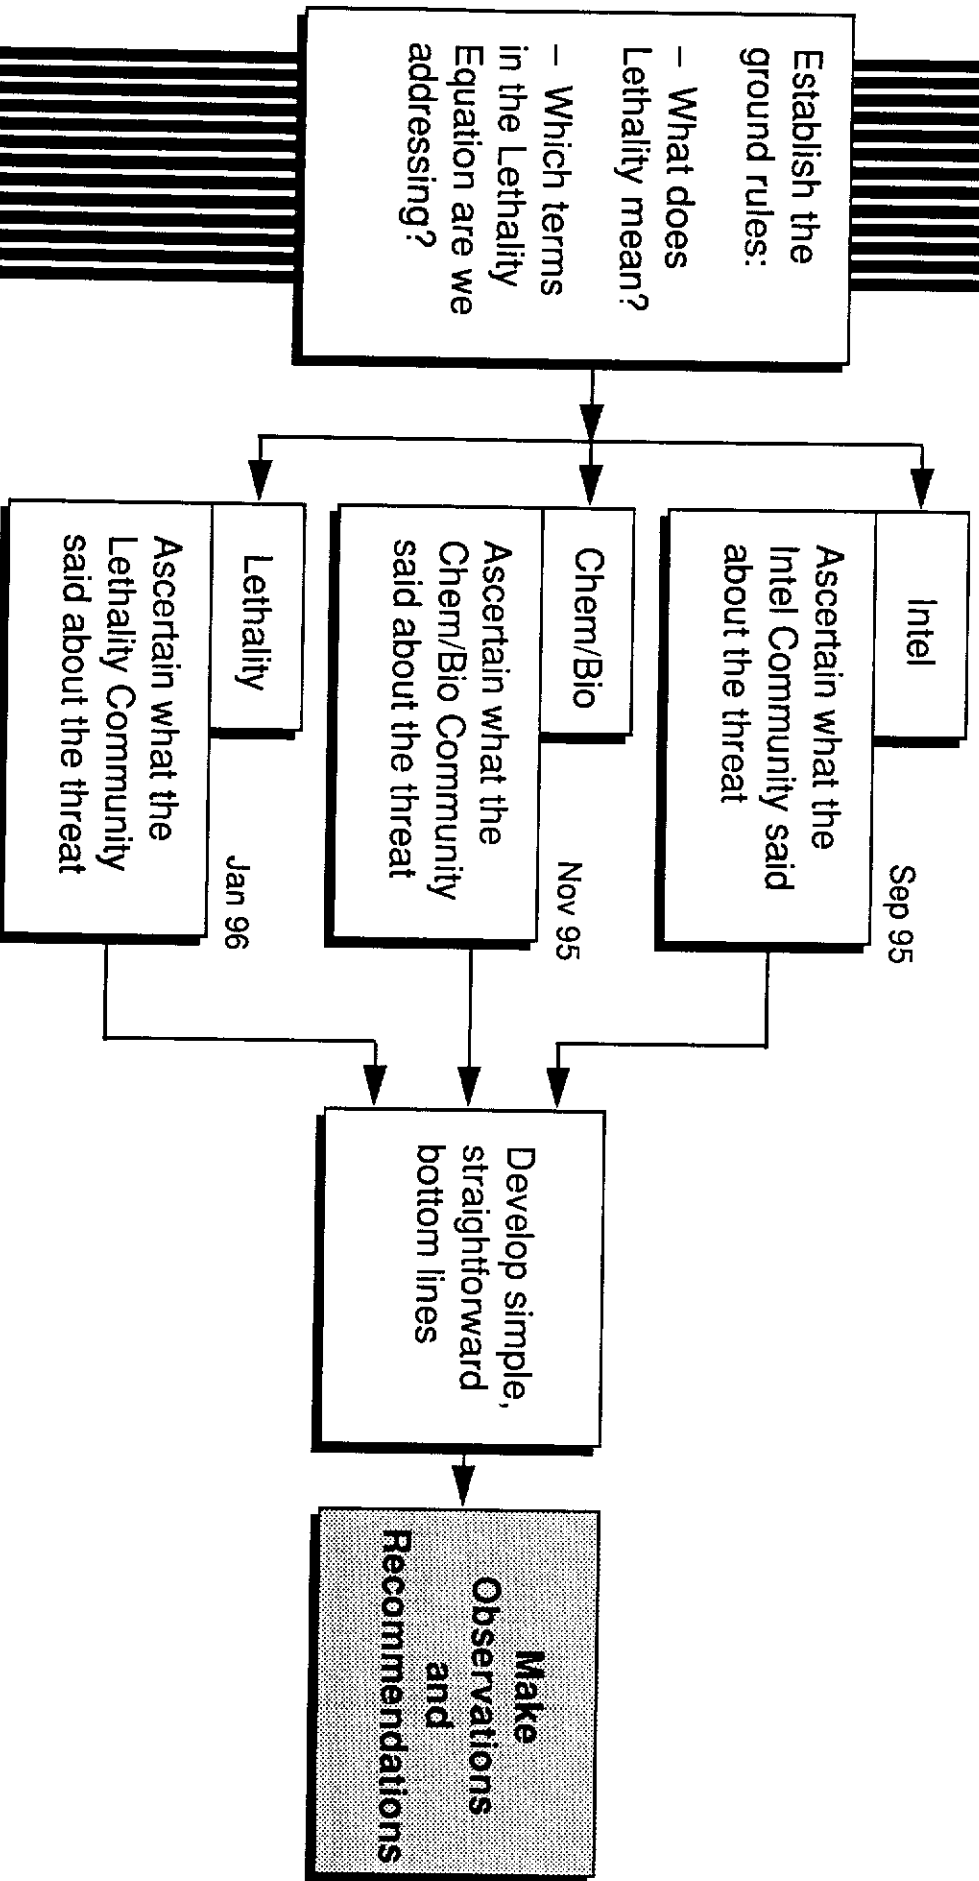 Establish the
ground rules:
– What does
Lethality mean?
– Which terms
in the Lethality
Equation are we
addressing?
Intel
Sep 95
Ascertain what the
Intel Community said
about the threat
Chem/Bio
Nov 95
Ascertain what the
Chem/Bio Community
said about the threat
Lethality
Jan 96
Ascertain what the
Lethality Community
said about the threat
Develop simple,
straightforward
bottom lines
Make
Observations
and
Recommendations